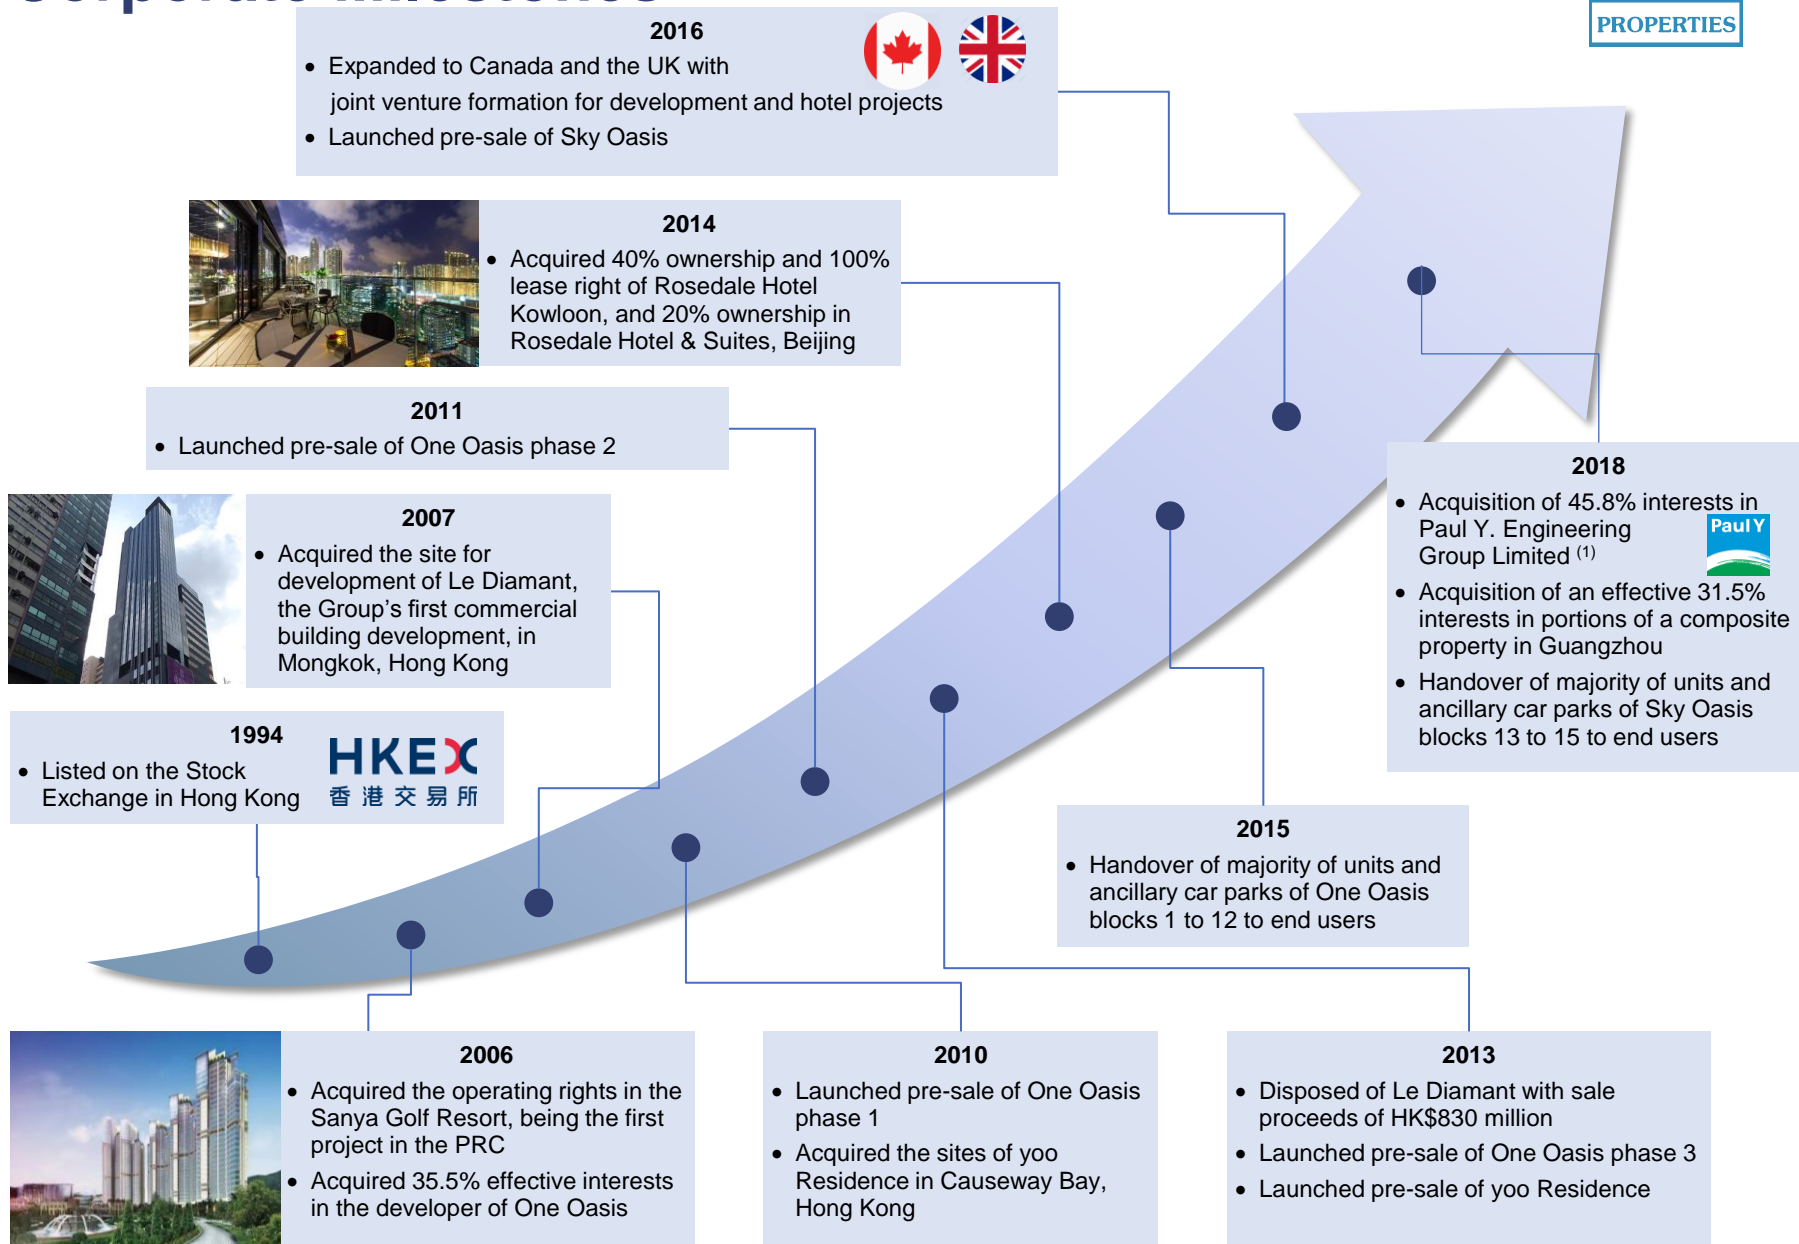 Corporate Milestones
PROPERTIES
2016
• Expanded to Canada and the UK with
joint venture formation for development and hotel projects
• Launched pre-sale of Sky Oasis
2014
• Acquired 40% ownership and 100%
lease right of Rosedale Hotel
Kowloon, and 20% ownership in
Rosedale Hotel & Suites, Beijing
2011
• Launched pre-sale of One Oasis phase 2
2007
• Acquired the site for
development of Le Diamant,
the Group’s first commercial
building development, in
Mongkok, Hong Kong
1994
• Listed on the Stock
Exchange in Hong Kong
HKEX
香港交易所
2018
• Acquisition of 45.8% interests in
Paul Y. Engineering
Group Limited (1)
Paul Y
• Acquisition of an effective 31.5%
interests in portions of a composite
property in Guangzhou
• Handover of majority of units and
ancillary car parks of Sky Oasis
blocks 13 to 15 to end users
2015
• Handover of majority of units and
ancillary car parks of One Oasis
blocks 1 to 12 to end users
2006
• Acquired the operating rights in the
Sanya Golf Resort, being the first
project in the PRC
• Acquired 35.5% effective interests
in the developer of One Oasis
2010
• Launched pre-sale of One Oasis
phase 1
• Acquired the sites of yoo
Residence in Causeway Bay,
Hong Kong
2013
• Disposed of Le Diamant with sale
proceeds of HK$830 million
• Launched pre-sale of One Oasis phase 3
• Launched pre-sale of yoo Residence